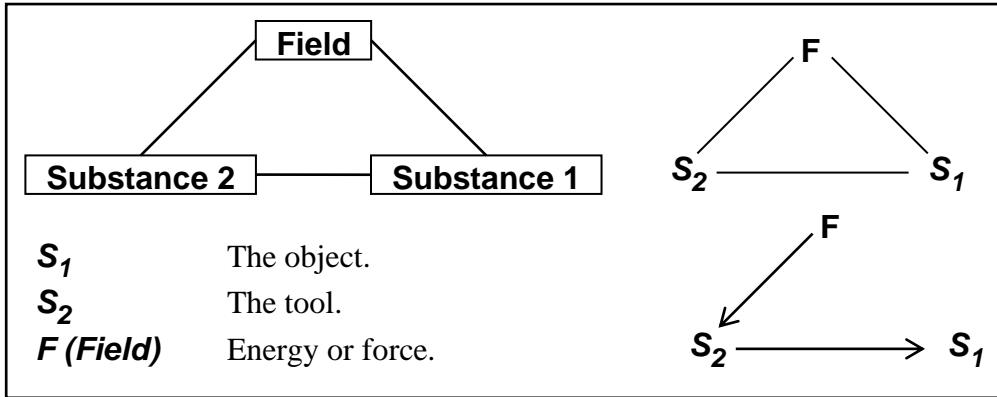 Field
F
Substance 2 Substance 1
S2 S1
F
S1 The object.
S2 The tool.
F (Field) Energy or force.
S2 S1